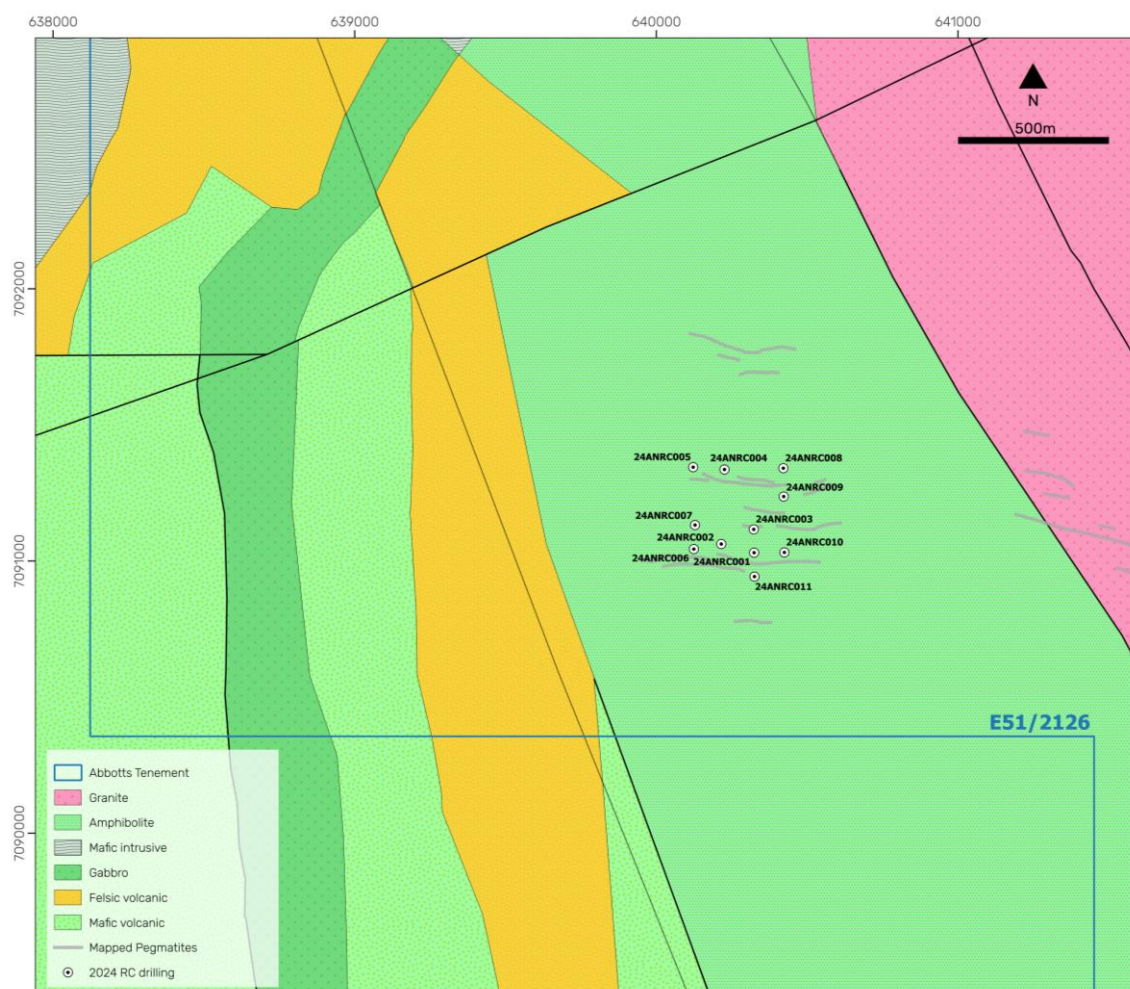 638000
639000
640000
641000
N
500m
7092000
24ANRC005
24ANRC004
24ANRC008
24ANRC009
24ANRC007
24ANRC003
24ANRC002
24ANRC006
24ANRC001
24ANRC010
24ANRC011
7091000
E51/2126
7090000
Abbotts Tenement
Granite
Amphibolite
Mafic intrusive
Gabbro
Felsic volcanic
Mafic volcanic
Mapped Pegmatites
2024 RC drilling